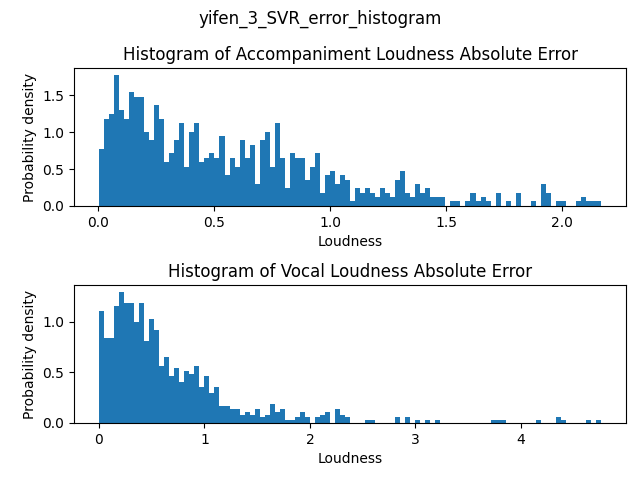 yifen_3_SVR_error_histogram
Histogram of Accompaniment Loudness Absolute Error
Probability density
1.5
1.0
0.5
0.0
0.0 0.5 1.0 1.5 2.0
Loudness
Histogram of Vocal Loudness Absolute Error
Probability density
1.0
0.5
0.0
0 1 2 3 4
Loudness